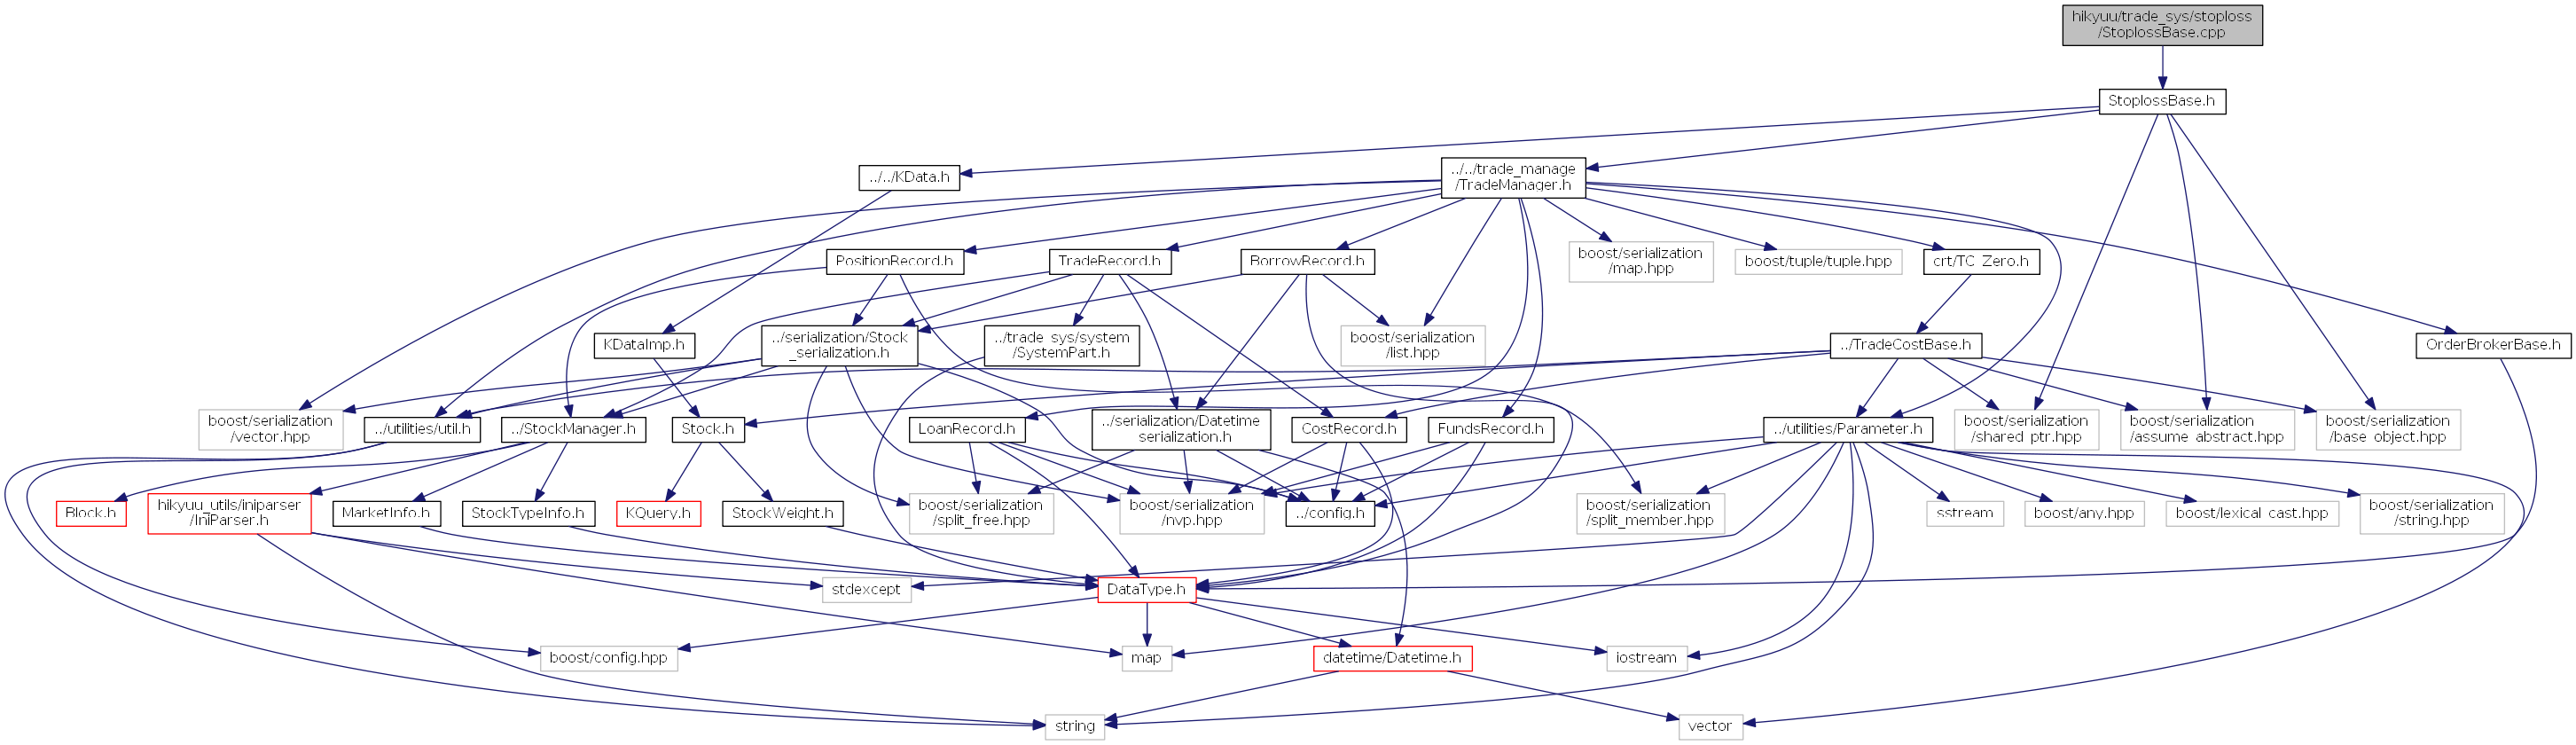 hikyuu/trade_sys/stoploss
/StoplossBase.cpp
StoplossBase.h
../../KData.h
../../trade_manage
/TradeManager.h
PositionRecord.h
TradeRecord.h
BorrowRecord.h
boost/serialization
/map.hpp
boost/tuple/tuple.hpp
crt/TC_Zero.h
KDataImp.h
../serialization/Stock
_serialization.h
../trade_sys/system
/SystemPart.h
boost/serialization
/list.hpp
../TradeCostBase.h
OrderBrokerBase.h
boost/serialization
/vector.hpp
../utilities/util.h
../StockManager.h
Stock.h
LoanRecord.h
../serialization/Datetime
_serialization.h
CostRecord.h
FundsRecord.h
../utilities/Parameter.h
boost/serialization
/shared_ptr.hpp
boost/serialization
/assume_abstract.hpp
boost/serialization
/base_object.hpp
Block.h
hikyuu_utils/iniparser
/IniParser.h
MarketInfo.h
StockTypeInfo.h
KQuery.h
StockWeight.h
boost/serialization
/split_free.hpp
boost/serialization
/nvp.hpp
../config.h
boost/serialization
/split_member.hpp
sstream
boost/any.hpp
boost/lexical_cast.hpp
boost/serialization
/string.hpp
stdexcept
DataType.h
boost/config.hpp
map
datetime/Datetime.h
iostream
string
vector